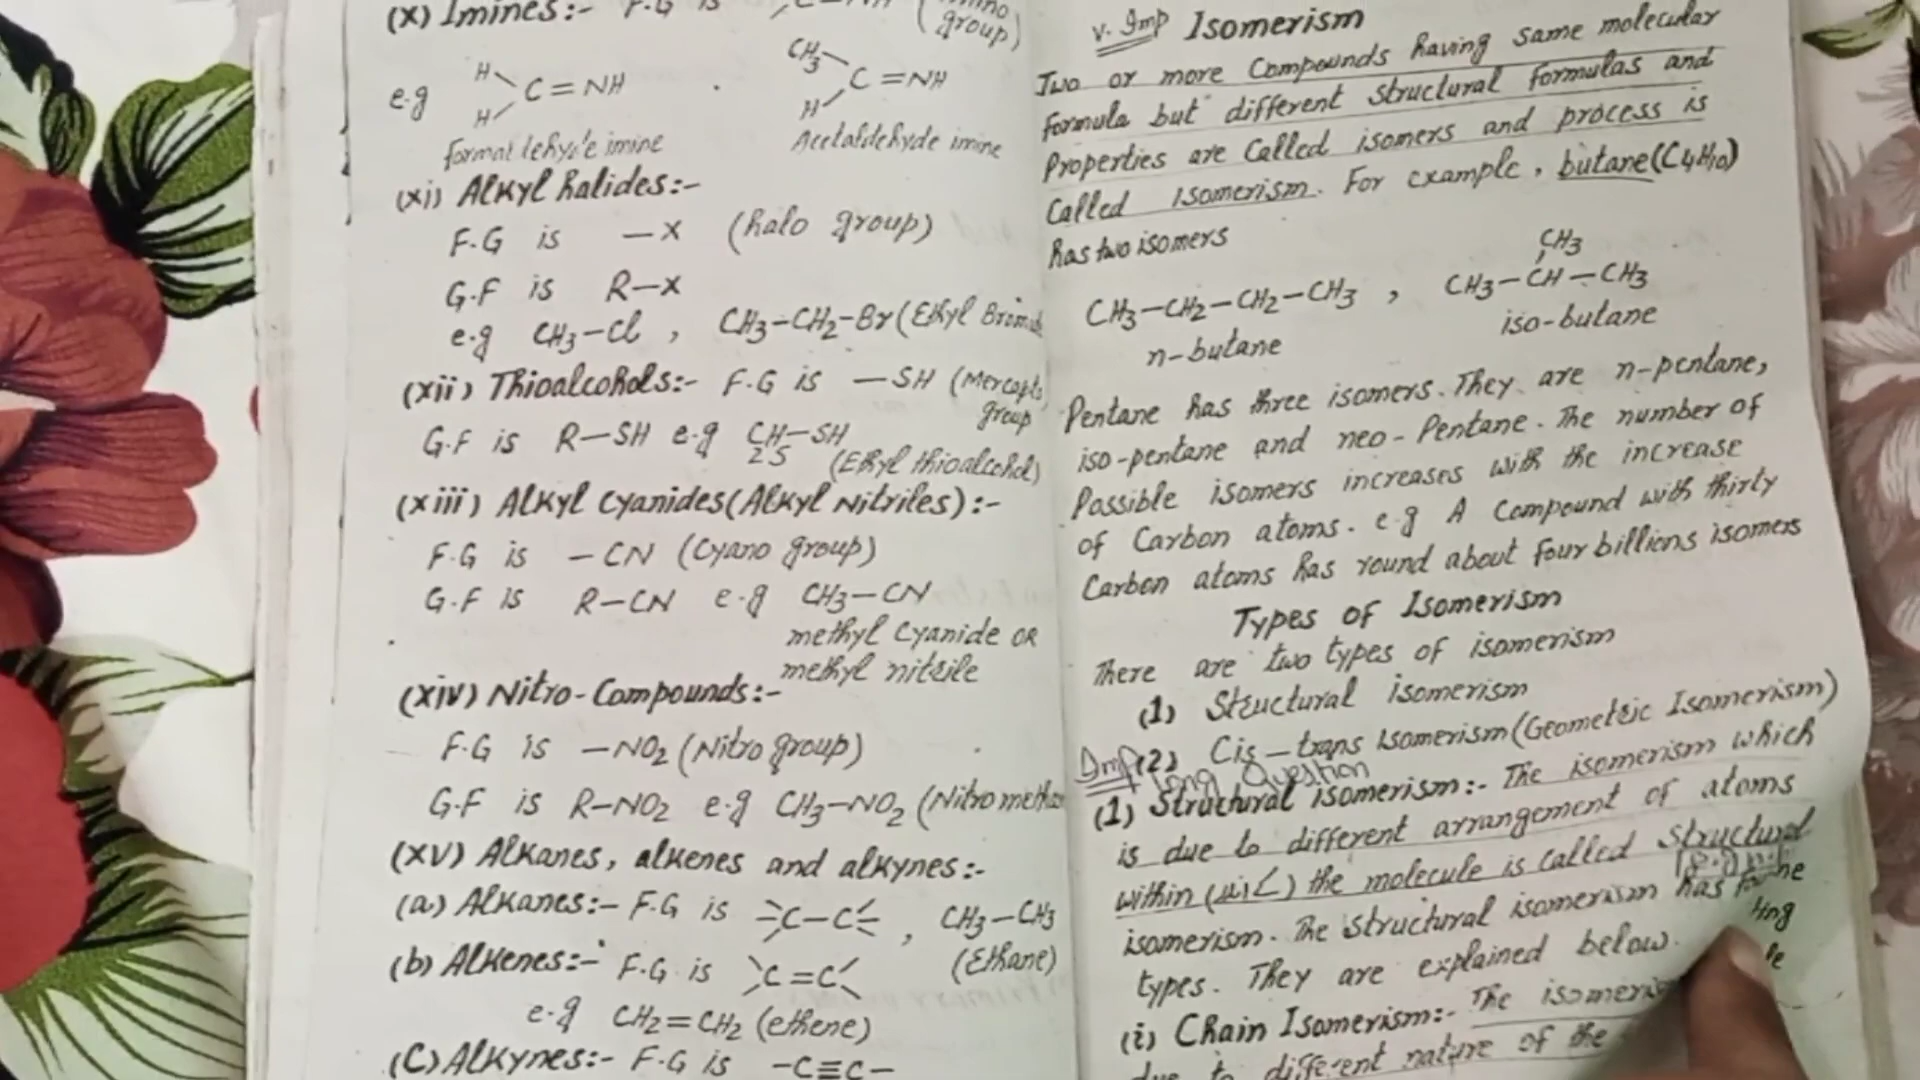 (x) Imines:- F.G is C=NH (
group)
e.g H C=NH CH3 C=NH
H H
formaldehyde imine Acetaldehyde imine
(xi) Alkyl halides:-
F.G is —X (halo group)
G.F is R—X
e.g CH3—Cl , CH3—CH2—Br (Ethyl
(xii) Thioalcohols:- F.G is —SH (
group
G.F is R—SH e.g C2H5—SH
(Ethyl thioalcohol)
(xiii) Alkyl Cyanides(Alkyl Nitriles):-
F.G is —CN (Cyano group)
G.F is R—CN e.g CH3—CN
methyl Cyanide OR
methyl nitrile
(xiv) Nitro-Compounds:-
F.G is —NO2 (Nitro group)
G.F is R—NO2 e.g CH3—NO2 (
(xv) Alkanes, alkenes and alkynes:-
(a) Alkanes:- F.G is C—C , CH3—CH3
(Ethane)
(b) Alkenes:- F.G is C=C
e.g CH2=CH2 (ethene)
(C) Alkynes:- F.G is —C≡C—
v.Imp Isomerism
Two or more Compounds having same molecular
formula but different structural formulas and
Properties are Called isomers and process is
Called isomerism. For example, butane(C4H10)
has two isomers
CH3—CH2—CH2—CH3 , CH3—CH—CH3
CH3
n-butane iso-butane
Pentane has three isomers. They are n-pentane,
iso-pentane and neo-Pentane. The number of
Possible isomers increases with the increase
of Carbon atoms. e.g A Compound with thirty
Carbon atoms has round about four billions isomers
Types of Isomerism
There are two types of isomerism
(1) Structural isomerism
(2) Cis—trans isomerism(Geometric Isomerism)
Imp Long Question
(1) Structural isomerism:- The isomerism which
is due to different arrangement of atoms
within ( the molecule is called structural
isomerism. The structural isomerism has
types. They are explained below.
(i) Chain Isomerism:- The
due to different nature of the